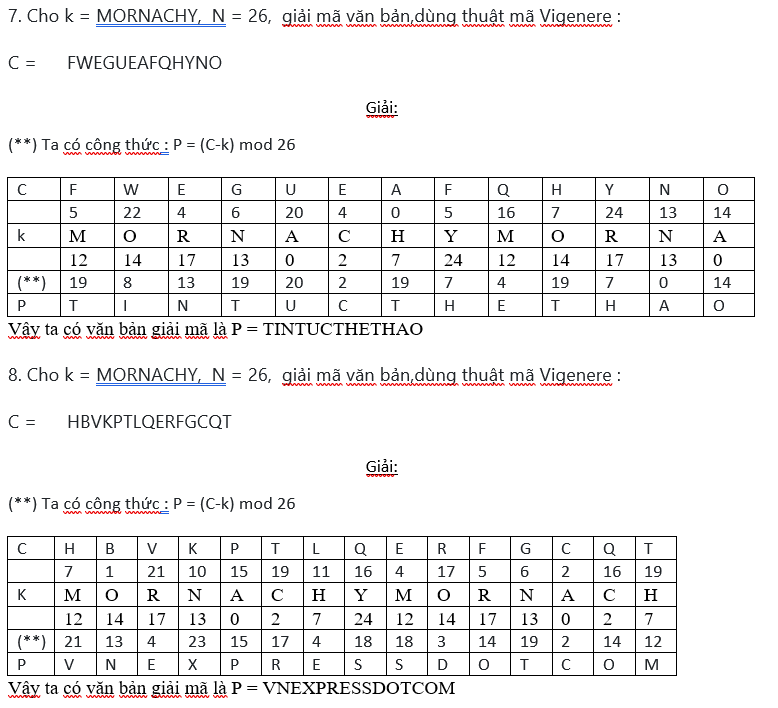 7. Cho k = MORNACHY, N = 26, giải mã văn bản,dùng thuật mã Vigenere :
C = FWEGUEAFQHYNO
Giải:
(**) Ta có công thức : P = (C-k) mod 26
C F W E G U E A F Q H Y N O
5 22 4 6 20 4 0 5 16 7 24 13 14
k M O R N A C H Y M O R N A
12 14 17 13 0 2 7 24 12 14 17 13 0
(**) 19 8 13 19 20 2 19 7 4 19 7 0 14
P T I N T U C T H E T H A O
Vậy ta có văn bản giải mã là P = TINTUCTHETHAO
8. Cho k = MORNACHY, N = 26, giải mã văn bản,dùng thuật mã Vigenere :
C = HBVKPTLQERFGCQT
Giải:
(**) Ta có công thức : P = (C-k) mod 26
C H B V K P T L Q E R F G C Q T
7 1 21 10 15 19 11 16 4 17 5 6 2 16 19
K M O R N A C H Y M O R N A C H
12 14 17 13 0 2 7 24 12 14 17 13 0 2 7
(**) 21 13 4 23 15 17 4 18 18 3 14 19 2 14 12
P V N E X P R E S S D O T C O M
Vậy ta có văn bản giải mã là P = VNEXPRESSDOTCOM